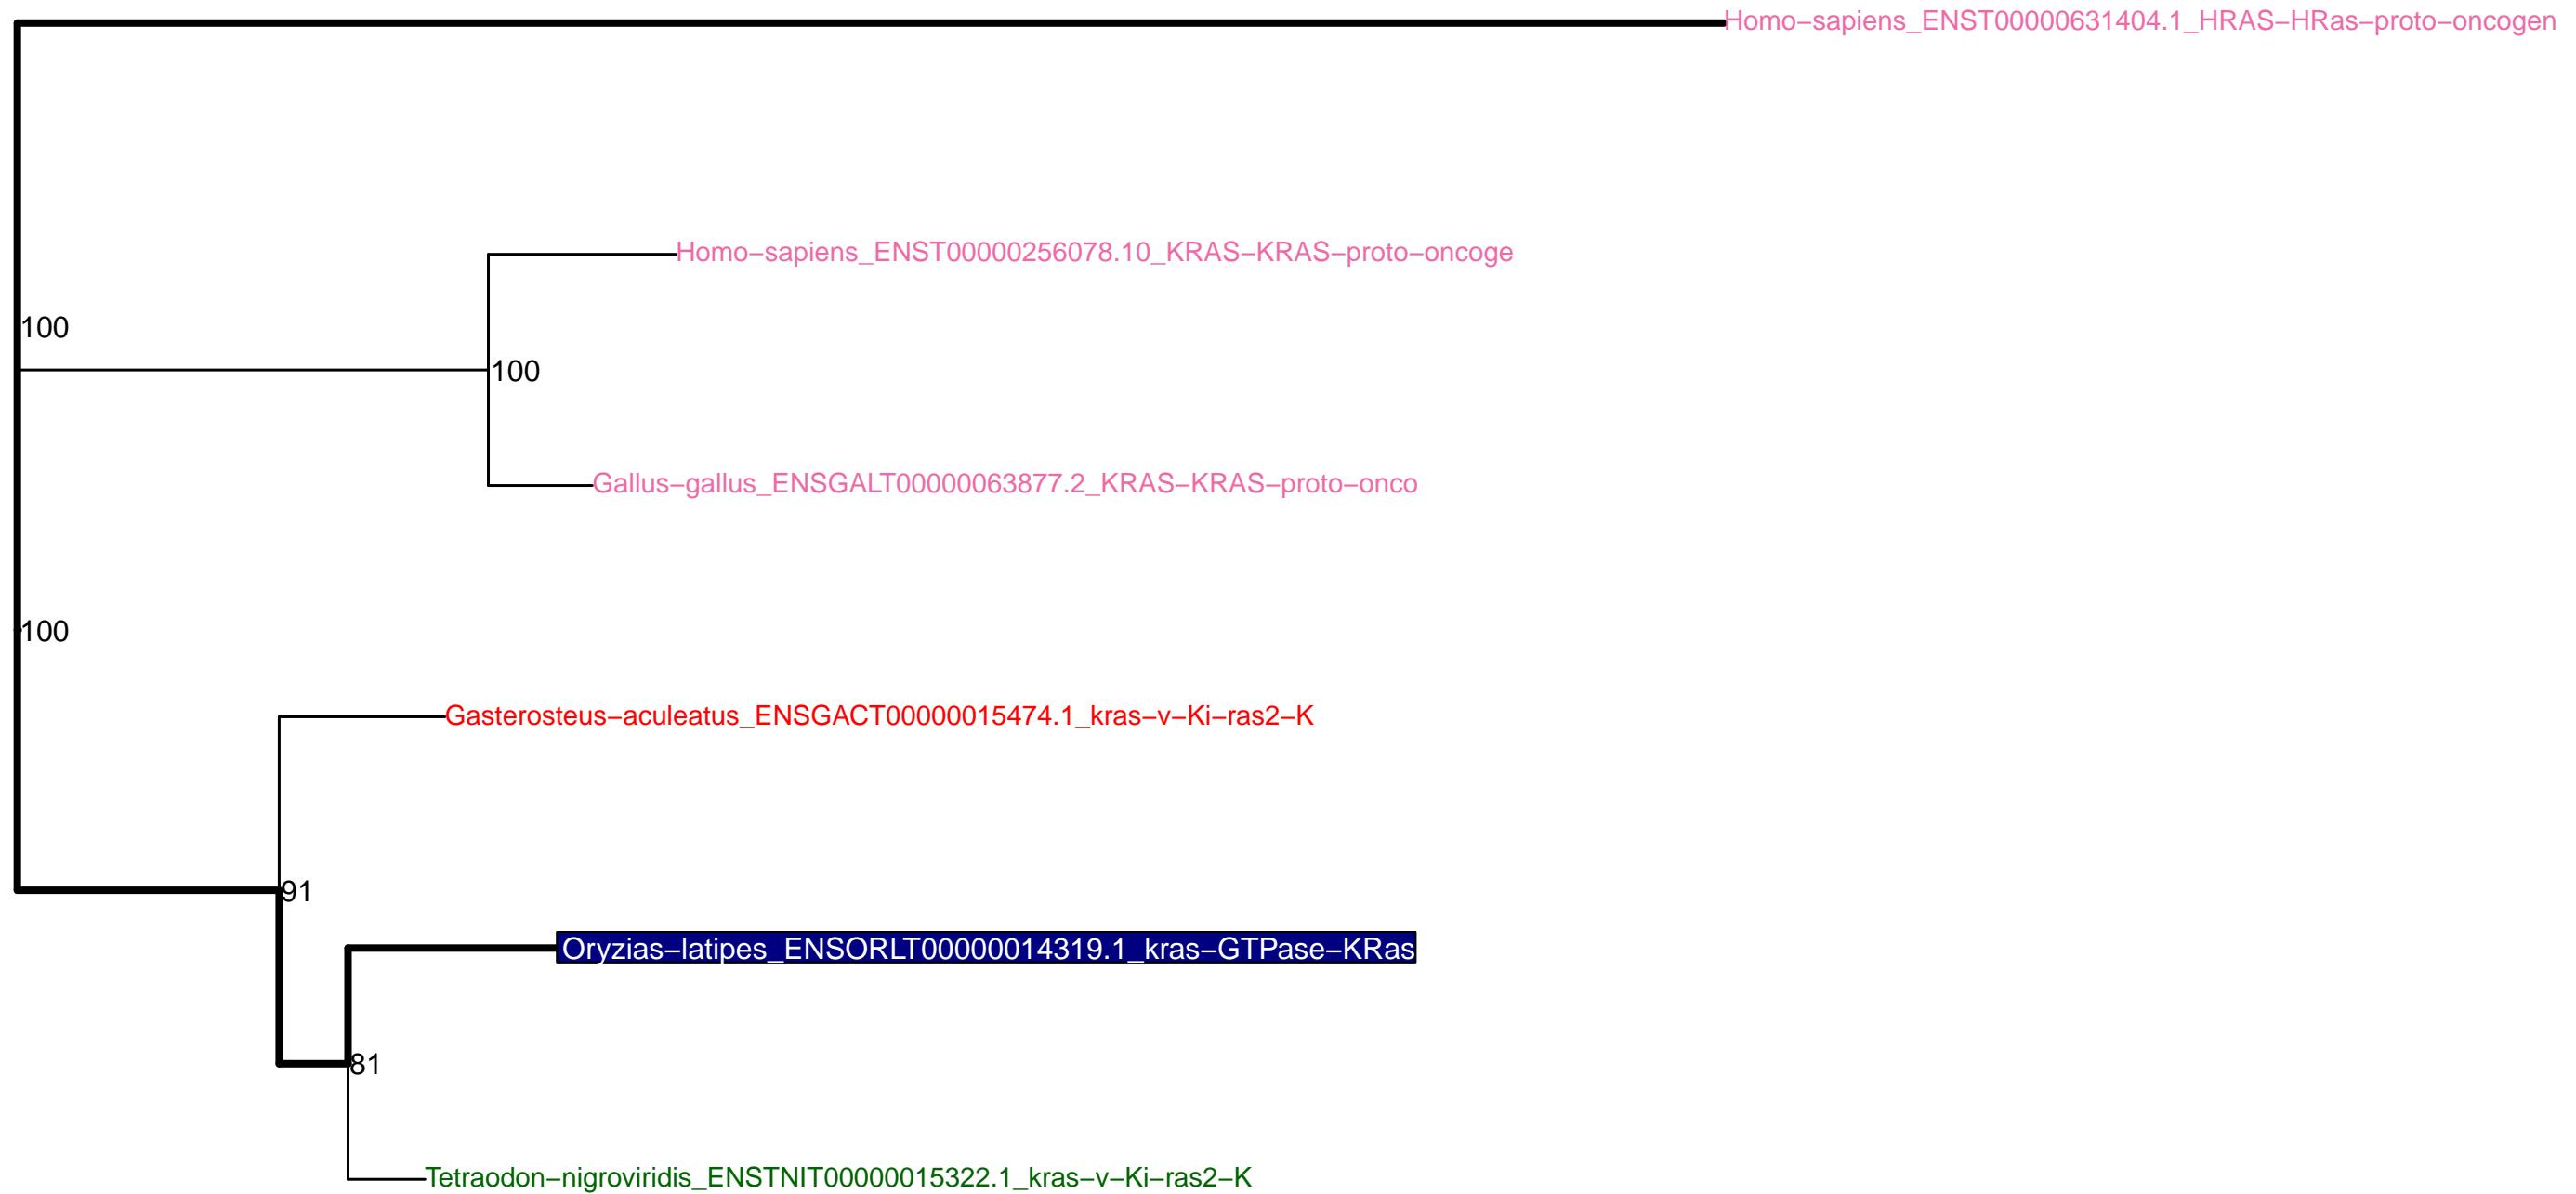 Homo−sapiens_ENST00000631404.1_HRAS−HRas−proto−oncogen
Homo−sapiens_ENST00000256078.10_KRAS−KRAS−proto−oncoge
100
100
Gallus−gallus_ENSGALT00000063877.2_KRAS−KRAS−proto−onco
100
Gasterosteus−aculeatus_ENSGACT00000015474.1_kras−v−Ki−ras2−K
91
Oryzias−latipes_ENSORLT00000014319.1_kras−GTPase−KRas
81
Tetraodon−nigroviridis_ENSTNIT00000015322.1_kras−v−Ki−ras2−K